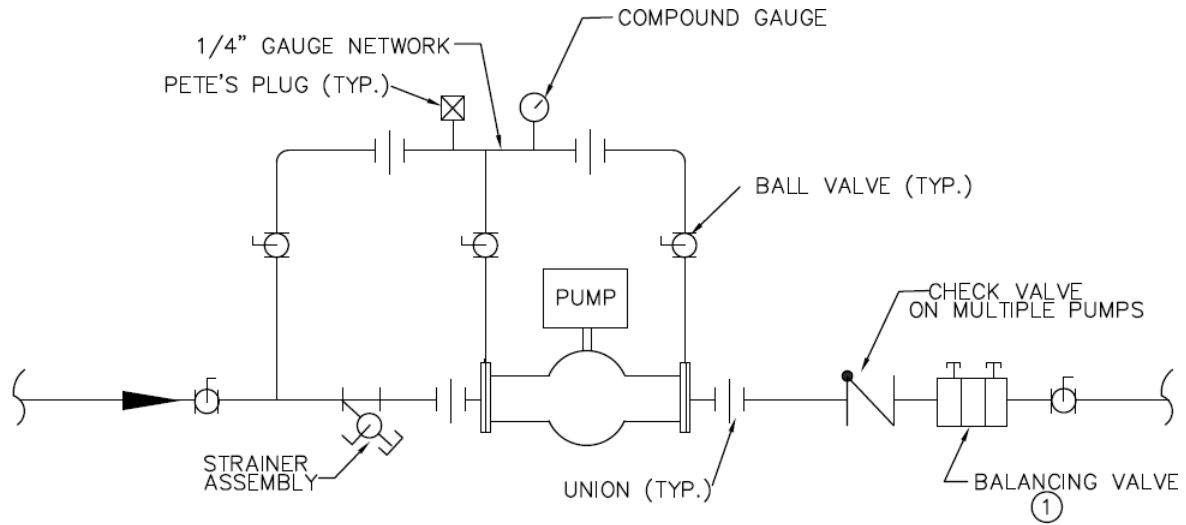 COMPOUND GAUGE
1/4" GAUGE NETWORK
PETE'S PLUG (TYP.)
BALL VALVE (TYP.)
PUMP
CHECK VALVE
ON MULTIPLE PUMPS
STRAINER
ASSEMBLY
UNION (TYP.)
BALANCING VALVE
1